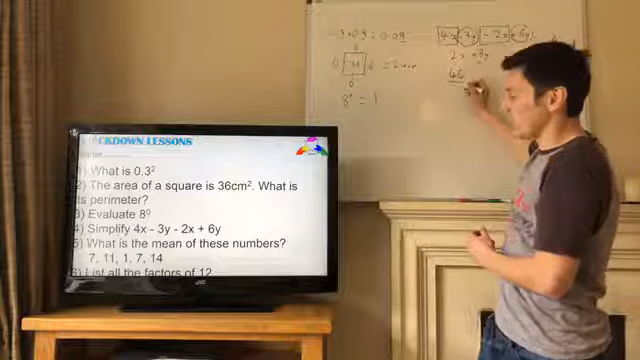 CKDOWN LESSONS
1) What is 0.3²
2) The area of a square is 36cm². What is
its perimeter?
3) Evaluate 8⁰
4) Simplify 4x - 3y - 2x + 6y
5) What is the mean of these numbers?
7, 11, 1, 7, 14
6) List all the factors of 12
JVC
0.3 x 0.3 = 0.09
8⁰ = 1
4x - 3y - 2x + 6y
2x + 3y